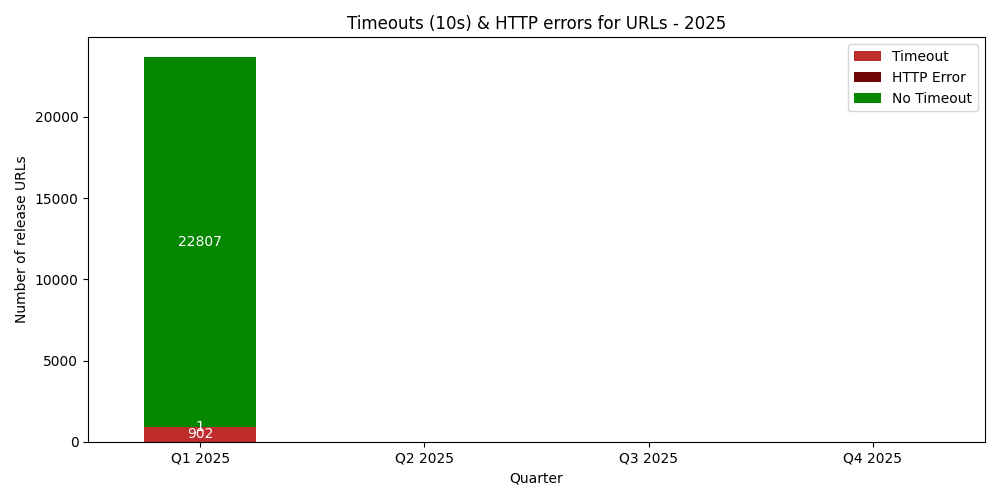 Timeouts (10s) & HTTP errors for URLs - 2025
Timeout
HTTP Error
No Timeout
Number of release URLs
20000
15000
10000
5000
0
22807
1
902
Q1 2025
Q2 2025
Q3 2025
Q4 2025
Quarter